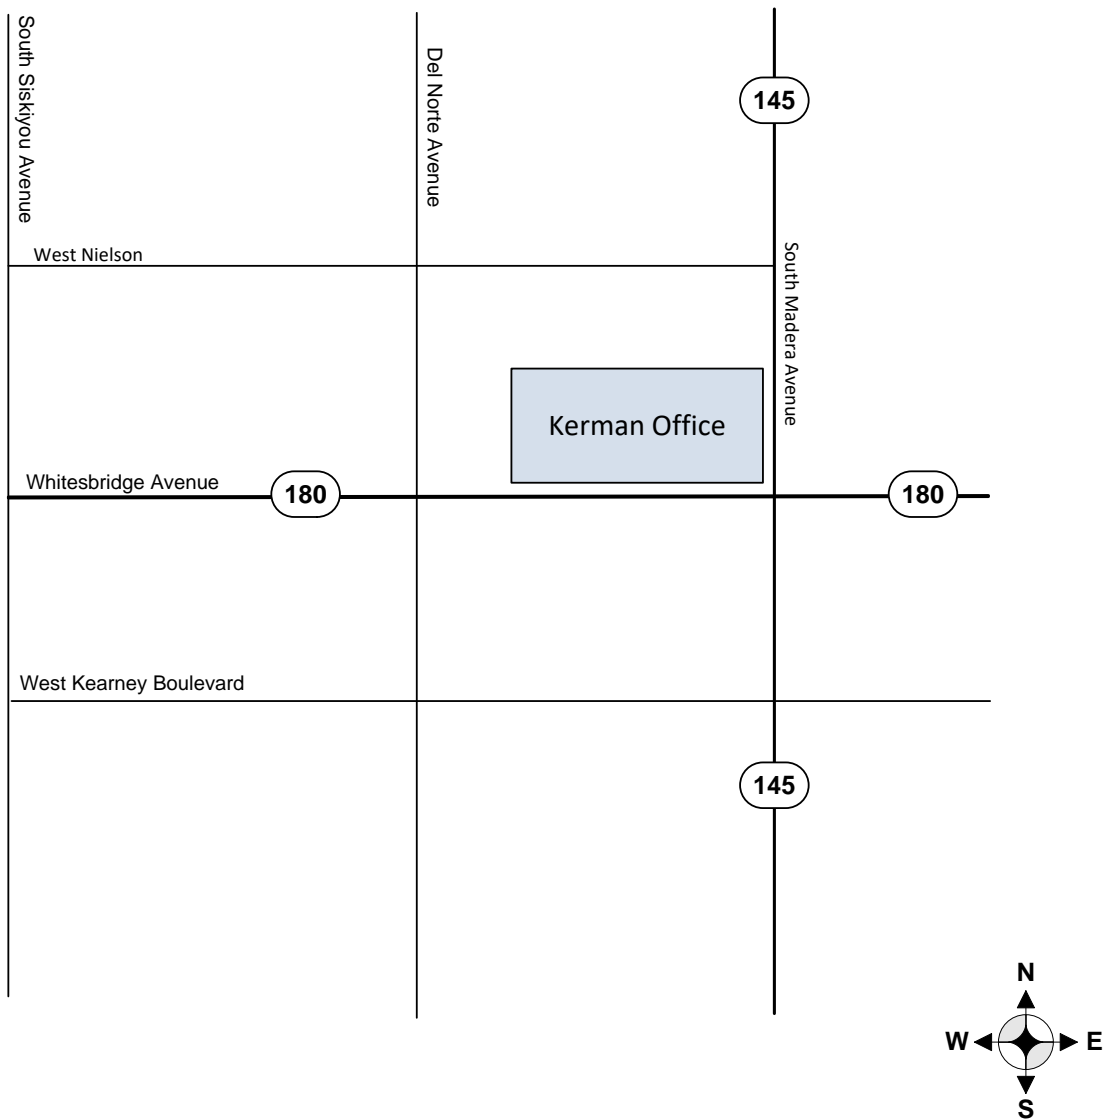 South Siskiyou Avenue
Del Norte Avenue
145
West Nielson
South Madera Avenue
Kerman Office
Whitesbridge Avenue
180
180
West Kearney Boulevard
145
N
W
E
S